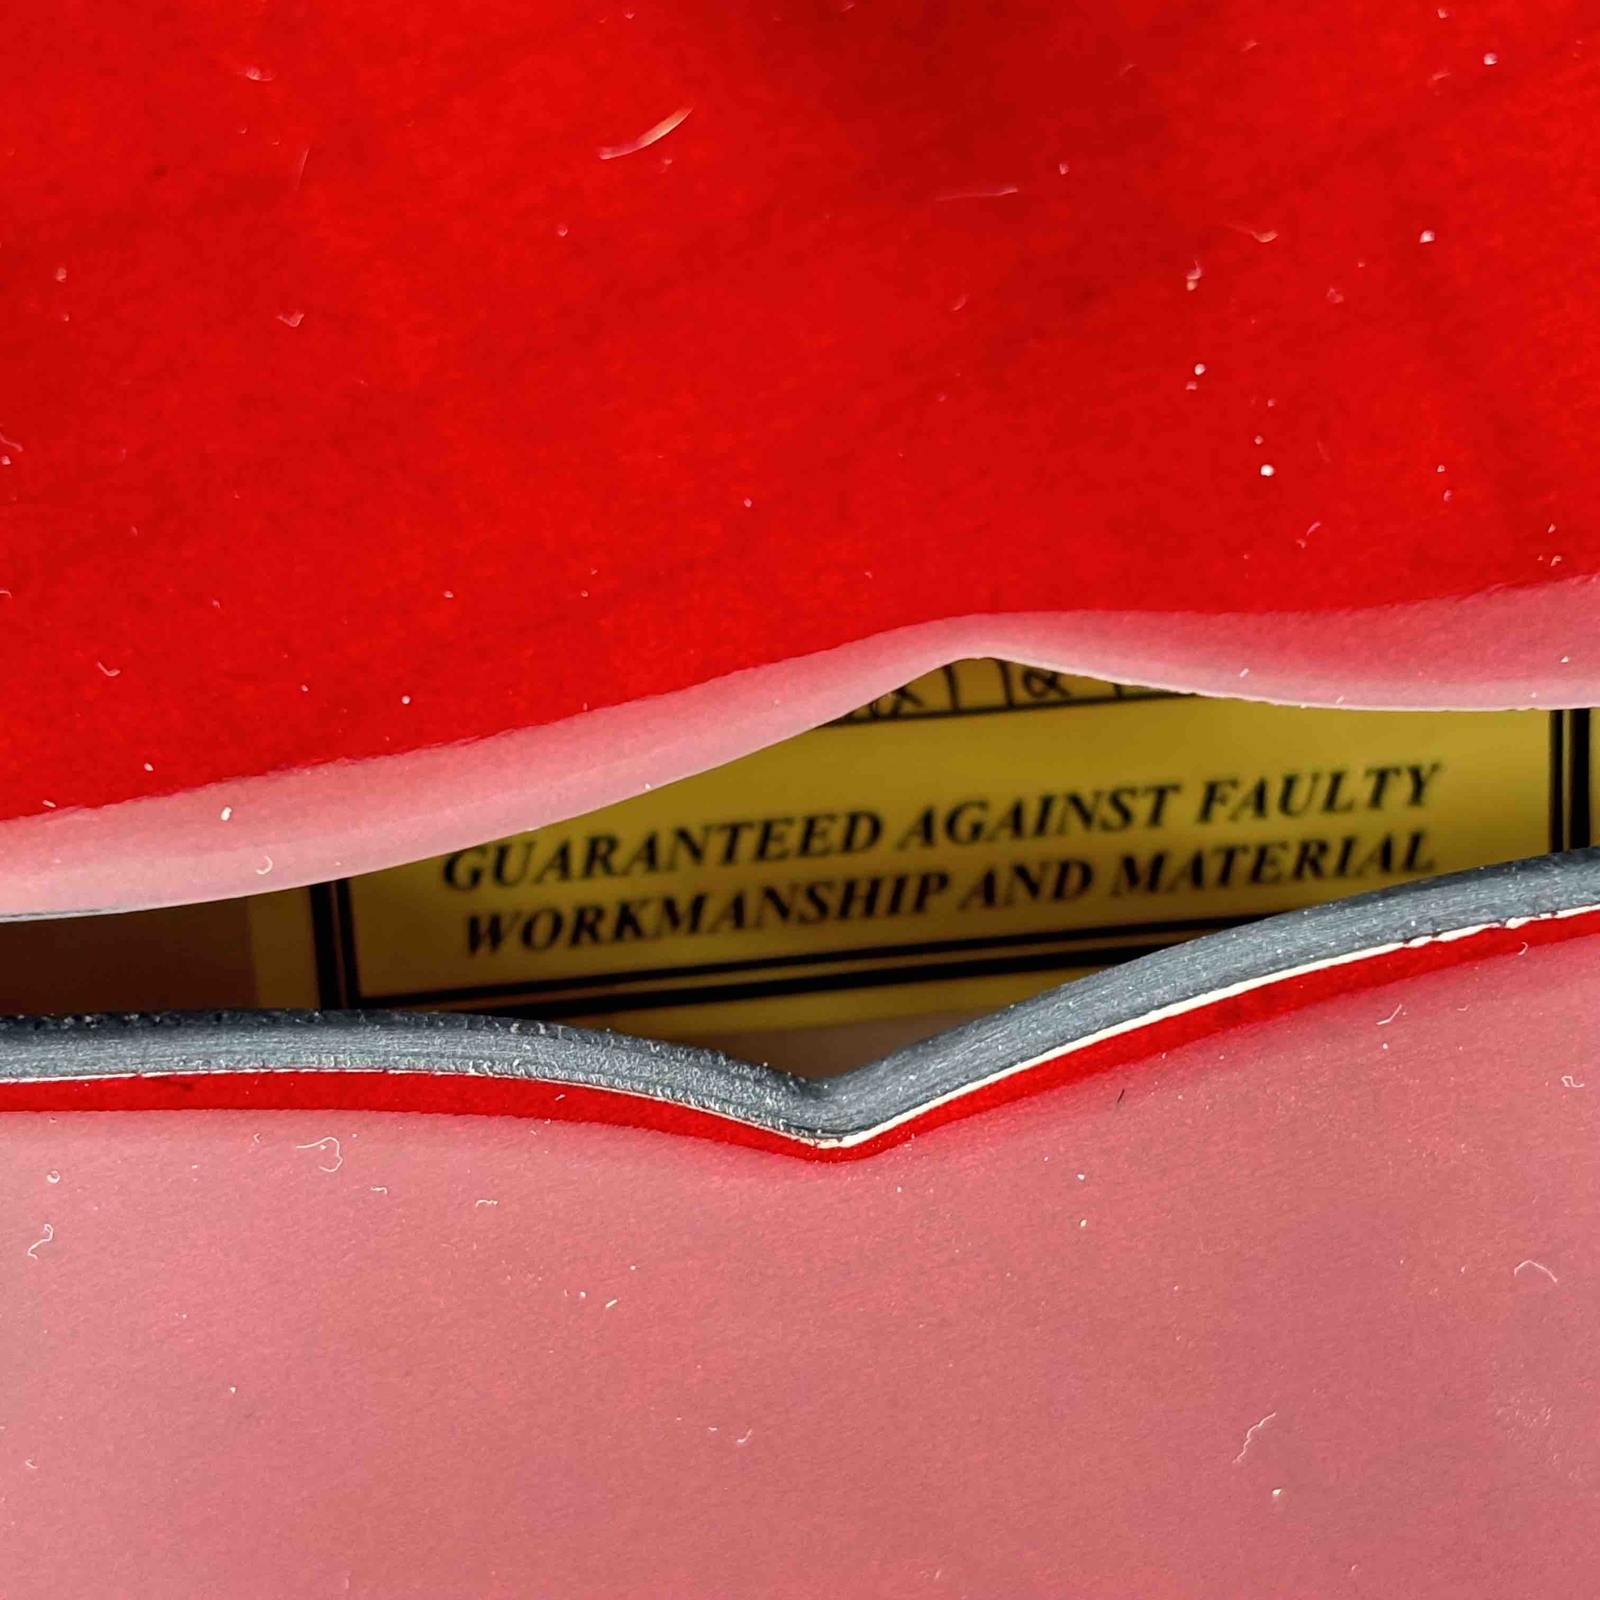 GUARANTEED AGAINST FAULTY
WORKMANSHIP AND MATERIAL